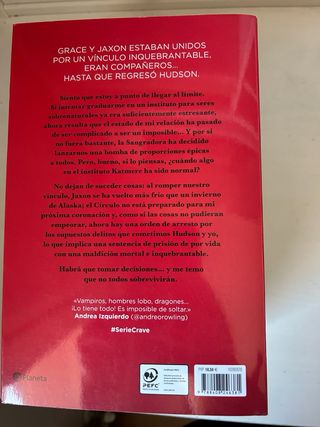 GRACE Y JAXON ESTABAN UNIDOS
POR UN VÍNCULO INQUEBRANTABLE,
ERAN COMPAÑEROS...
HASTA QUE REGRESÓ HUDSON.
Siento que estoy a punto de llegar al límite.
Si intentar graduarme en un instituto para seres
sobrenaturales ya era suficientemente estresante,
ahora resulta que el estado de mi relación ha pasado
de ser complicado a ser un imposible... Y por si
no fuera bastante, la Sangradora ha decidido
lanzarnos una bomba de proporciones épicas
a todos. Pero, bueno, si lo piensas, ¿cuándo algo
en el instituto Katmere ha sido normal?
No dejan de suceder cosas: al romper nuestro
vínculo, Jaxon se ha vuelto más frío que un invierno
de Alaska; el Círculo no está preparado para mi
próxima coronación y, como si las cosas no pudieran
empeorar, ahora hay una orden de arresto por
los supuestos delitos que cometimos Hudson y yo,
lo que implica una sentencia de prisión de por vida
con una maldición mortal e inquebrantable.
Habrá que tomar decisiones... y me temo
que no todos sobrevivirán.
«Vampiros, hombres lobo, dragones...
¡Lo tiene todo! Es imposible de soltar.»
Andrea Izquierdo (@andreorowling)
#SerieCrave
Planeta
PEFC
PVP 18,90 €
9 788408 246381